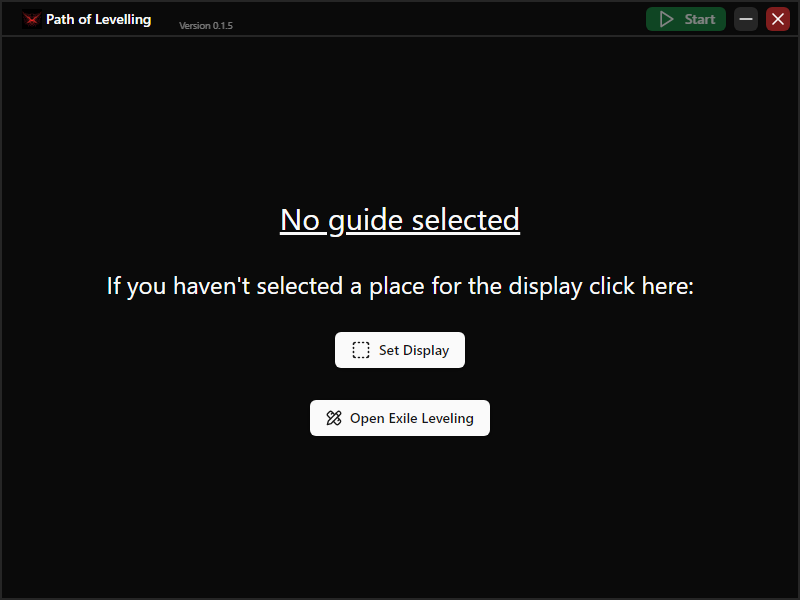 Path of Levelling
Version 0.1.5
Start
No guide selected
If you haven't selected a place for the display click here:
Set Display
Open Exile Leveling